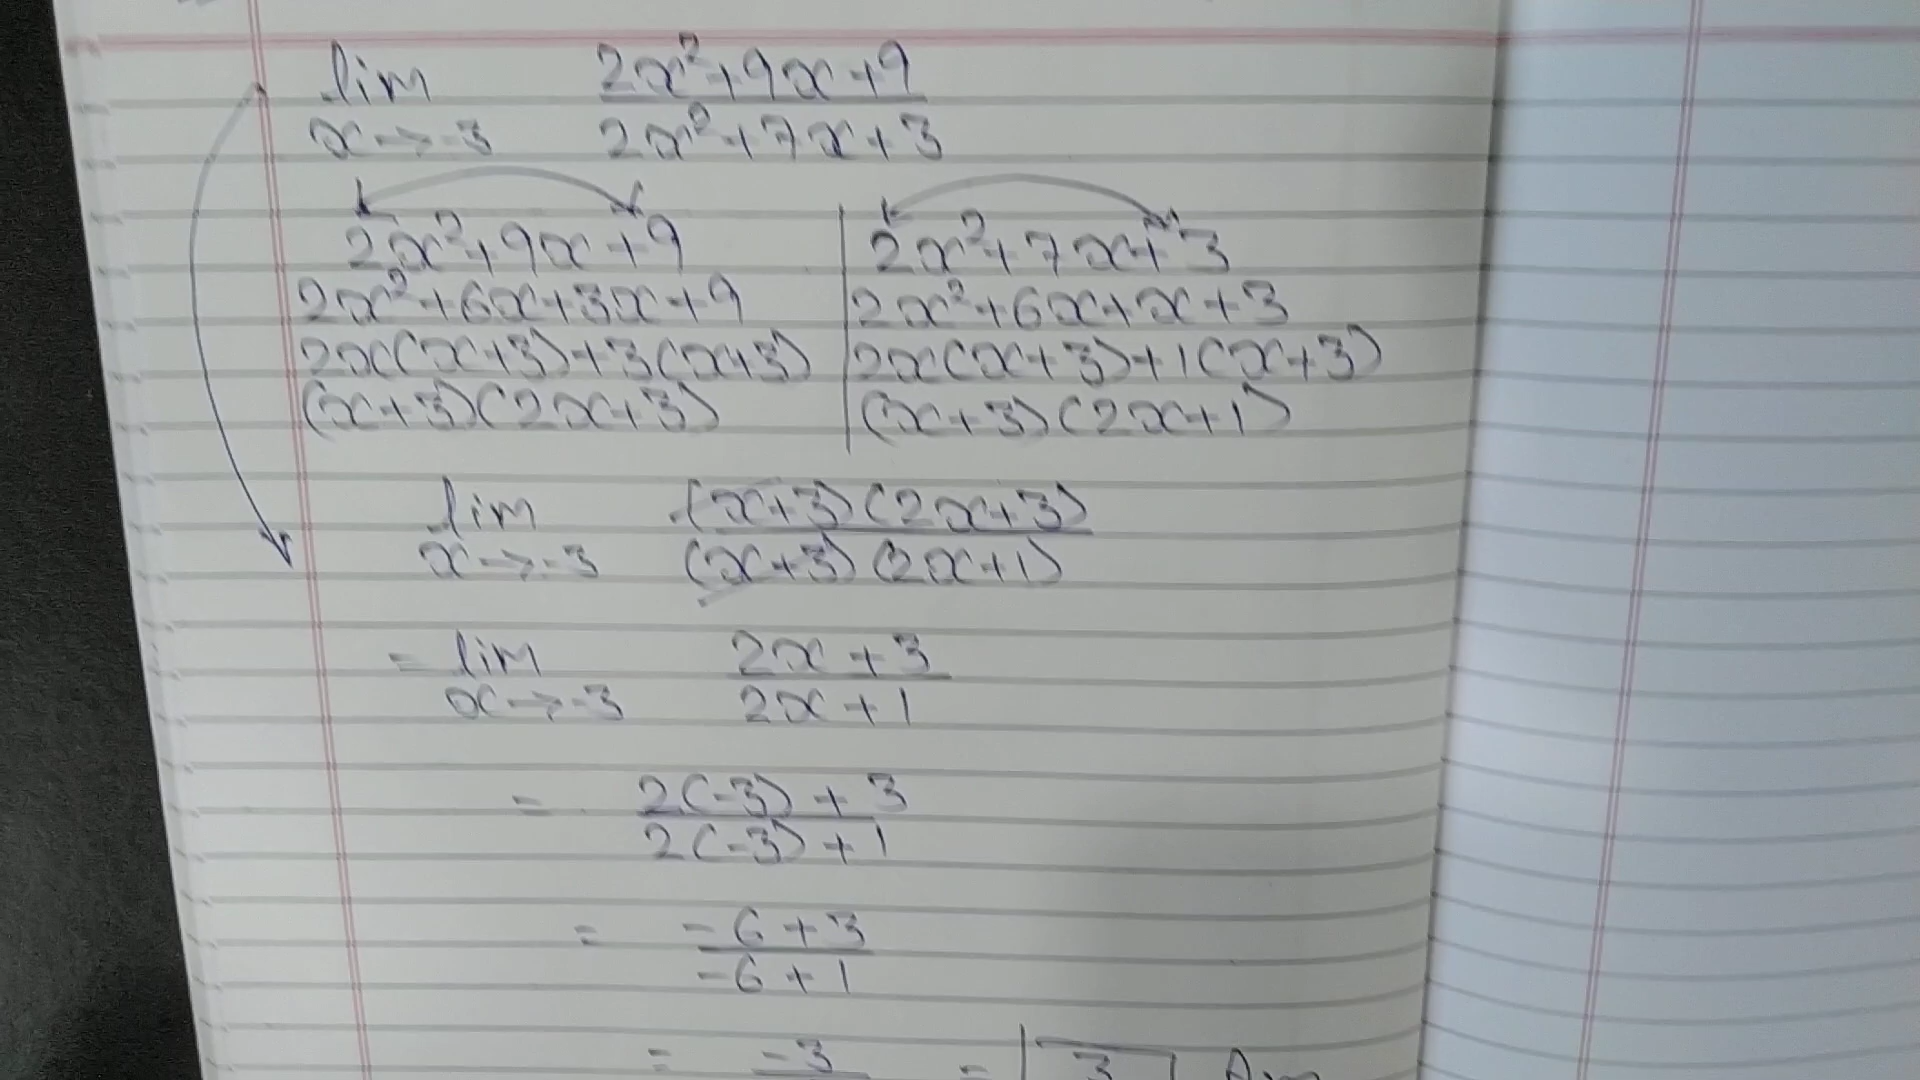 lim 2x²+9x+9
x→-3 2x²+7x+3
2x²+9x+9
2x²+6x+3x+9
2x(x+3)+3(x+3)
(x+3)(2x+3)
2x²+7x+3
2x²+6x+x+3
2x(x+3)+1(x+3)
(x+3)(2x+1)
lim (x+3)(2x+3)
x→-3 (x+3)(2x+1)
= lim 2x+3
x→-3 2x+1
= 2(-3)+3
2(-3)+1
= -6+3
-6+1
= -3 = 3